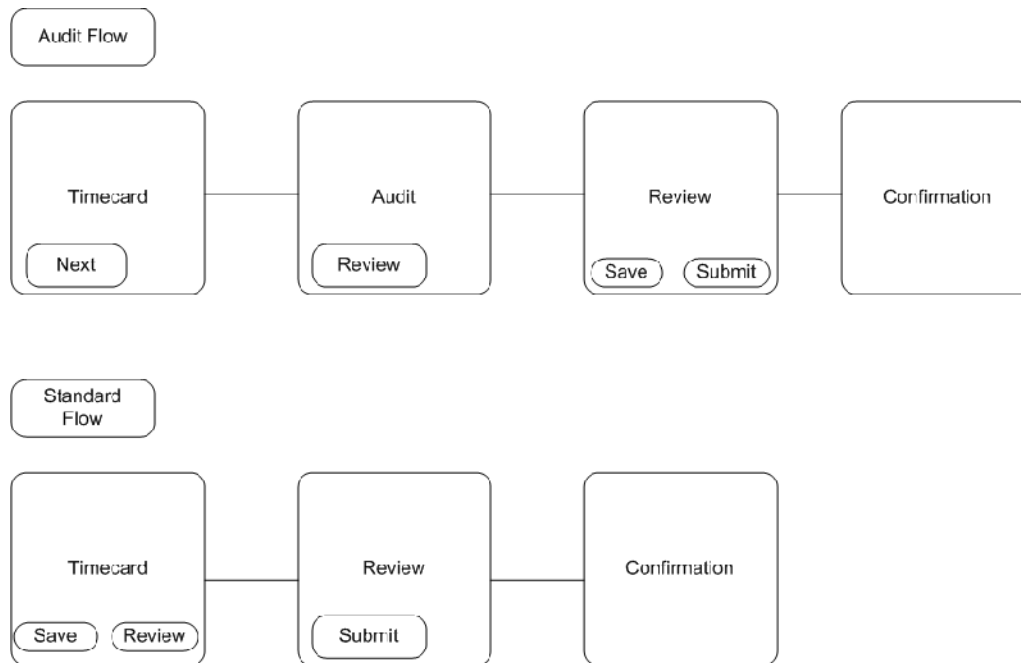 Audit Flow
Timecard
Audit
Review
Confirmation
Next
Review
Save
Submit
Standard
Flow
Timecard
Review
Confirmation
Save
Review
Submit